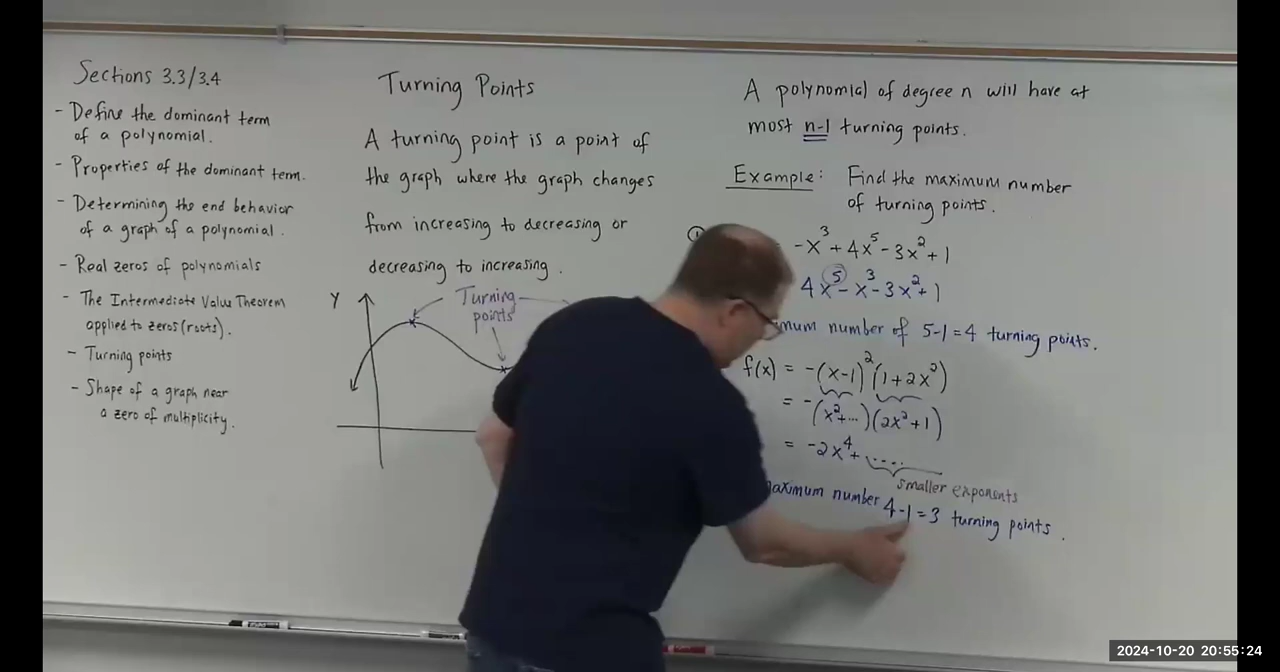 Sections 3.3/3.4
- Define the dominant term
of a polynomial.
- Properties of the dominant term.
- Determining the end behavior
of a graph of a polynomial.
- Real zeros of polynomials
- The Intermediate Value Theorem
applied to zeros (roots).
- Turning points
- Shape of a graph near
a zero of multiplicity.
Turning Points
A turning point is a point of
the graph where the graph changes
from increasing to decreasing or
decreasing to increasing.
Y
Turning
points
A polynomial of degree n will have at
most n-1 turning points.
Example: Find the maximum number
of turning points.
①
-x³+4x⁵-3x²+1
4x⁵-x³-3x²+1
number of 5-1=4 turning points.
f(x) = -(x-1)²(1+2x²)
= -(x²+...)(2x²+1)
= -2x⁴+.....
smaller exponents
maximum number 4-1=3 turning points.
2024-10-20 20:55:24